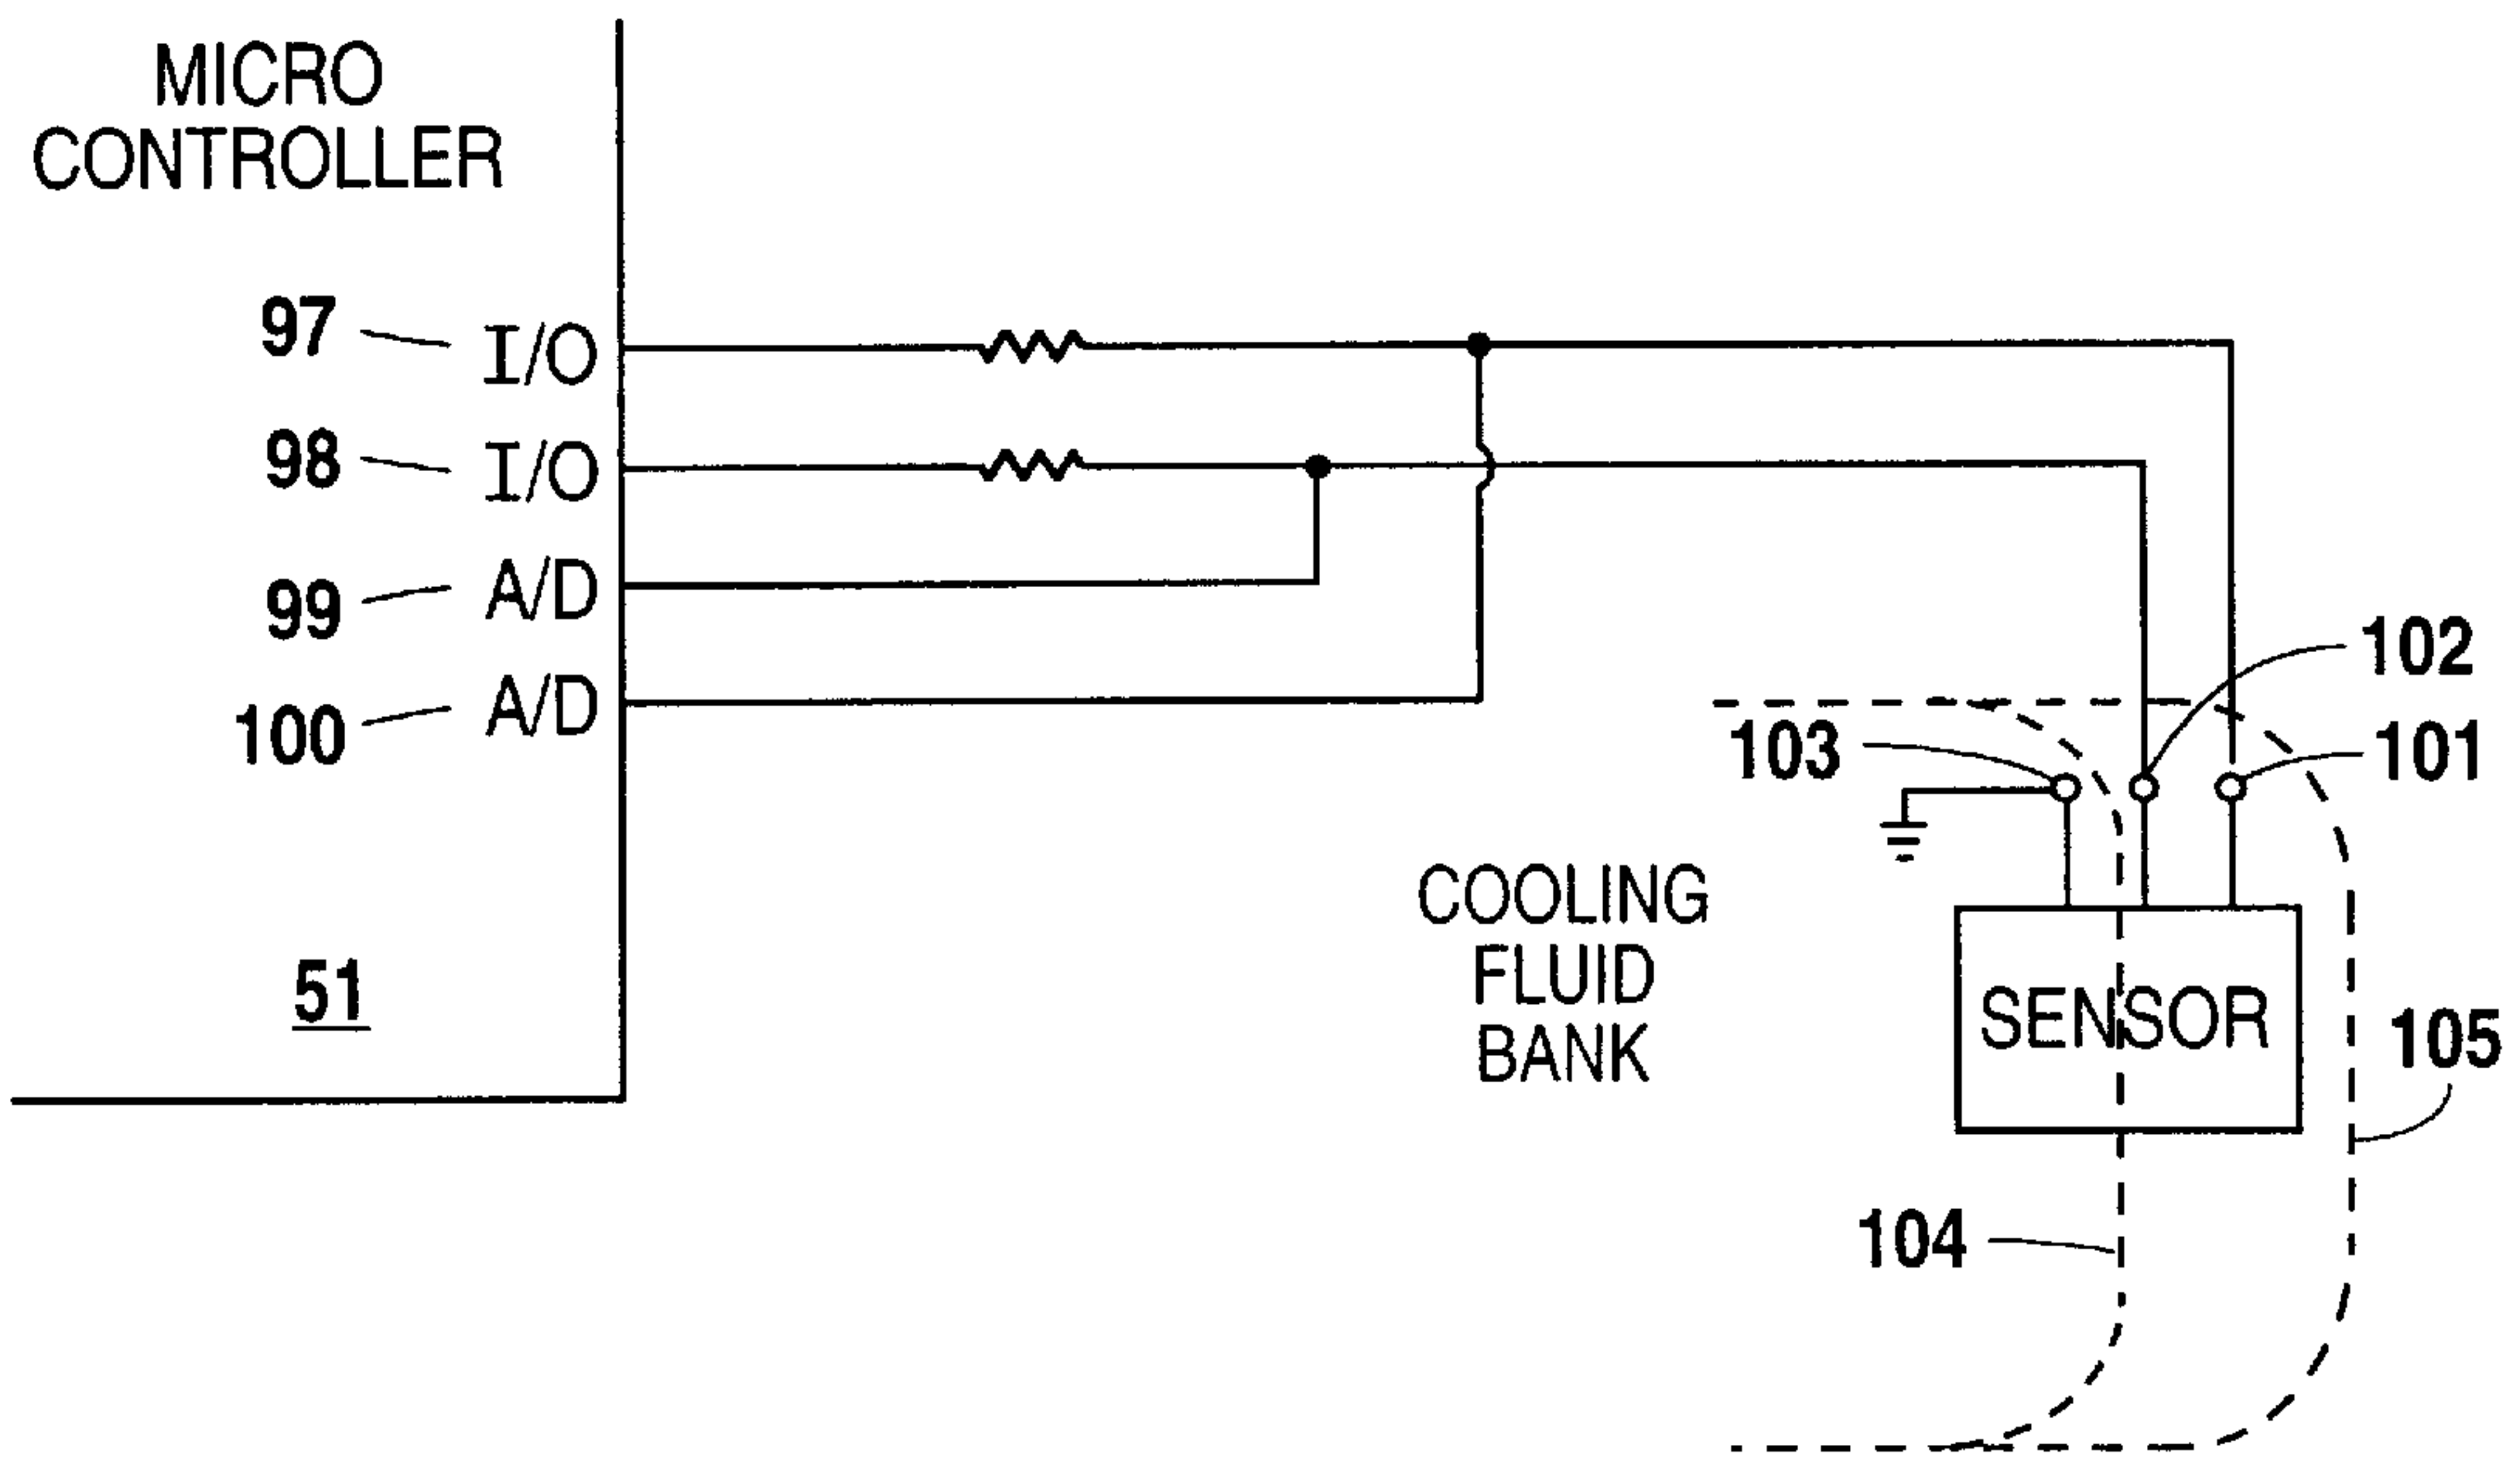 MICRO
CONTROLLER
97 I/O
98 I/O
99 A/D
100 A/D
102
103
101
COOLING
FLUID
BANK
51
SENSOR
105
104